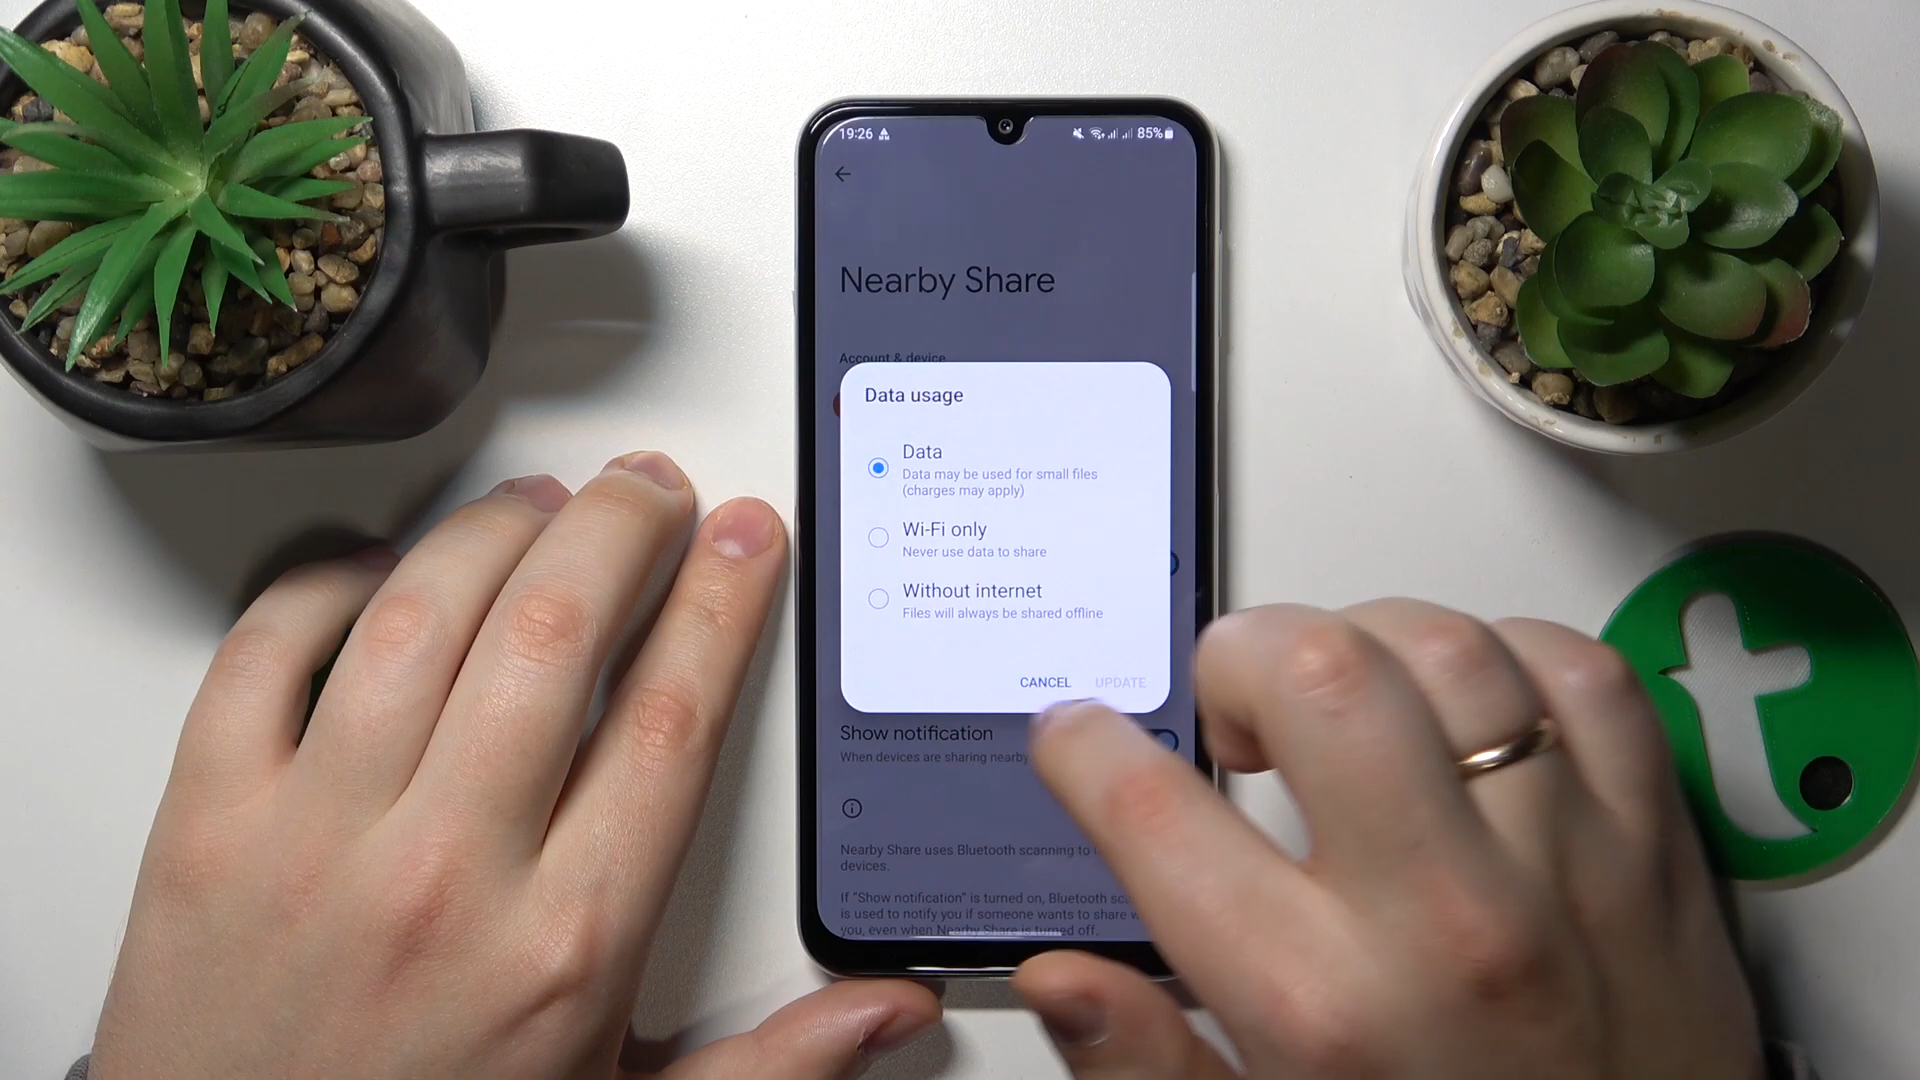 19:26
85%
Nearby Share
Account & device
Data usage
Data
Data may be used for small files
(charges may apply)
Wi-Fi only
Never use data to share
Without internet
Files will always be shared offline
CANCEL UPDATE
Show notification
When devices are sharing nearby
Nearby Share uses Bluetooth scanning to
devices.
If "Show notification" is turned on, Bluetooth
is used to notify you if someone wants to share
you, even when Nearby Share is turned off.
t